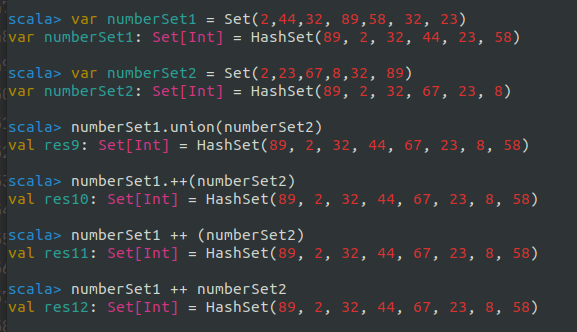 scala> var numberSet1 = Set(2,44,32, 89,58, 32, 23)
var numberSet1: Set[Int] = HashSet(89, 2, 32, 44, 23, 58)
scala> var numberSet2 = Set(2,23,67,8,32, 89)
var numberSet2: Set[Int] = HashSet(89, 2, 32, 67, 23, 8)
scala> numberSet1.union(numberSet2)
val res9: Set[Int] = HashSet(89, 2, 32, 44, 67, 23, 8, 58)
scala> numberSet1.++(numberSet2)
val res10: Set[Int] = HashSet(89, 2, 32, 44, 67, 23, 8, 58)
scala> numberSet1 ++ (numberSet2)
val res11: Set[Int] = HashSet(89, 2, 32, 44, 67, 23, 8, 58)
scala> numberSet1 ++ numberSet2
val res12: Set[Int] = HashSet(89, 2, 32, 44, 67, 23, 8, 58)